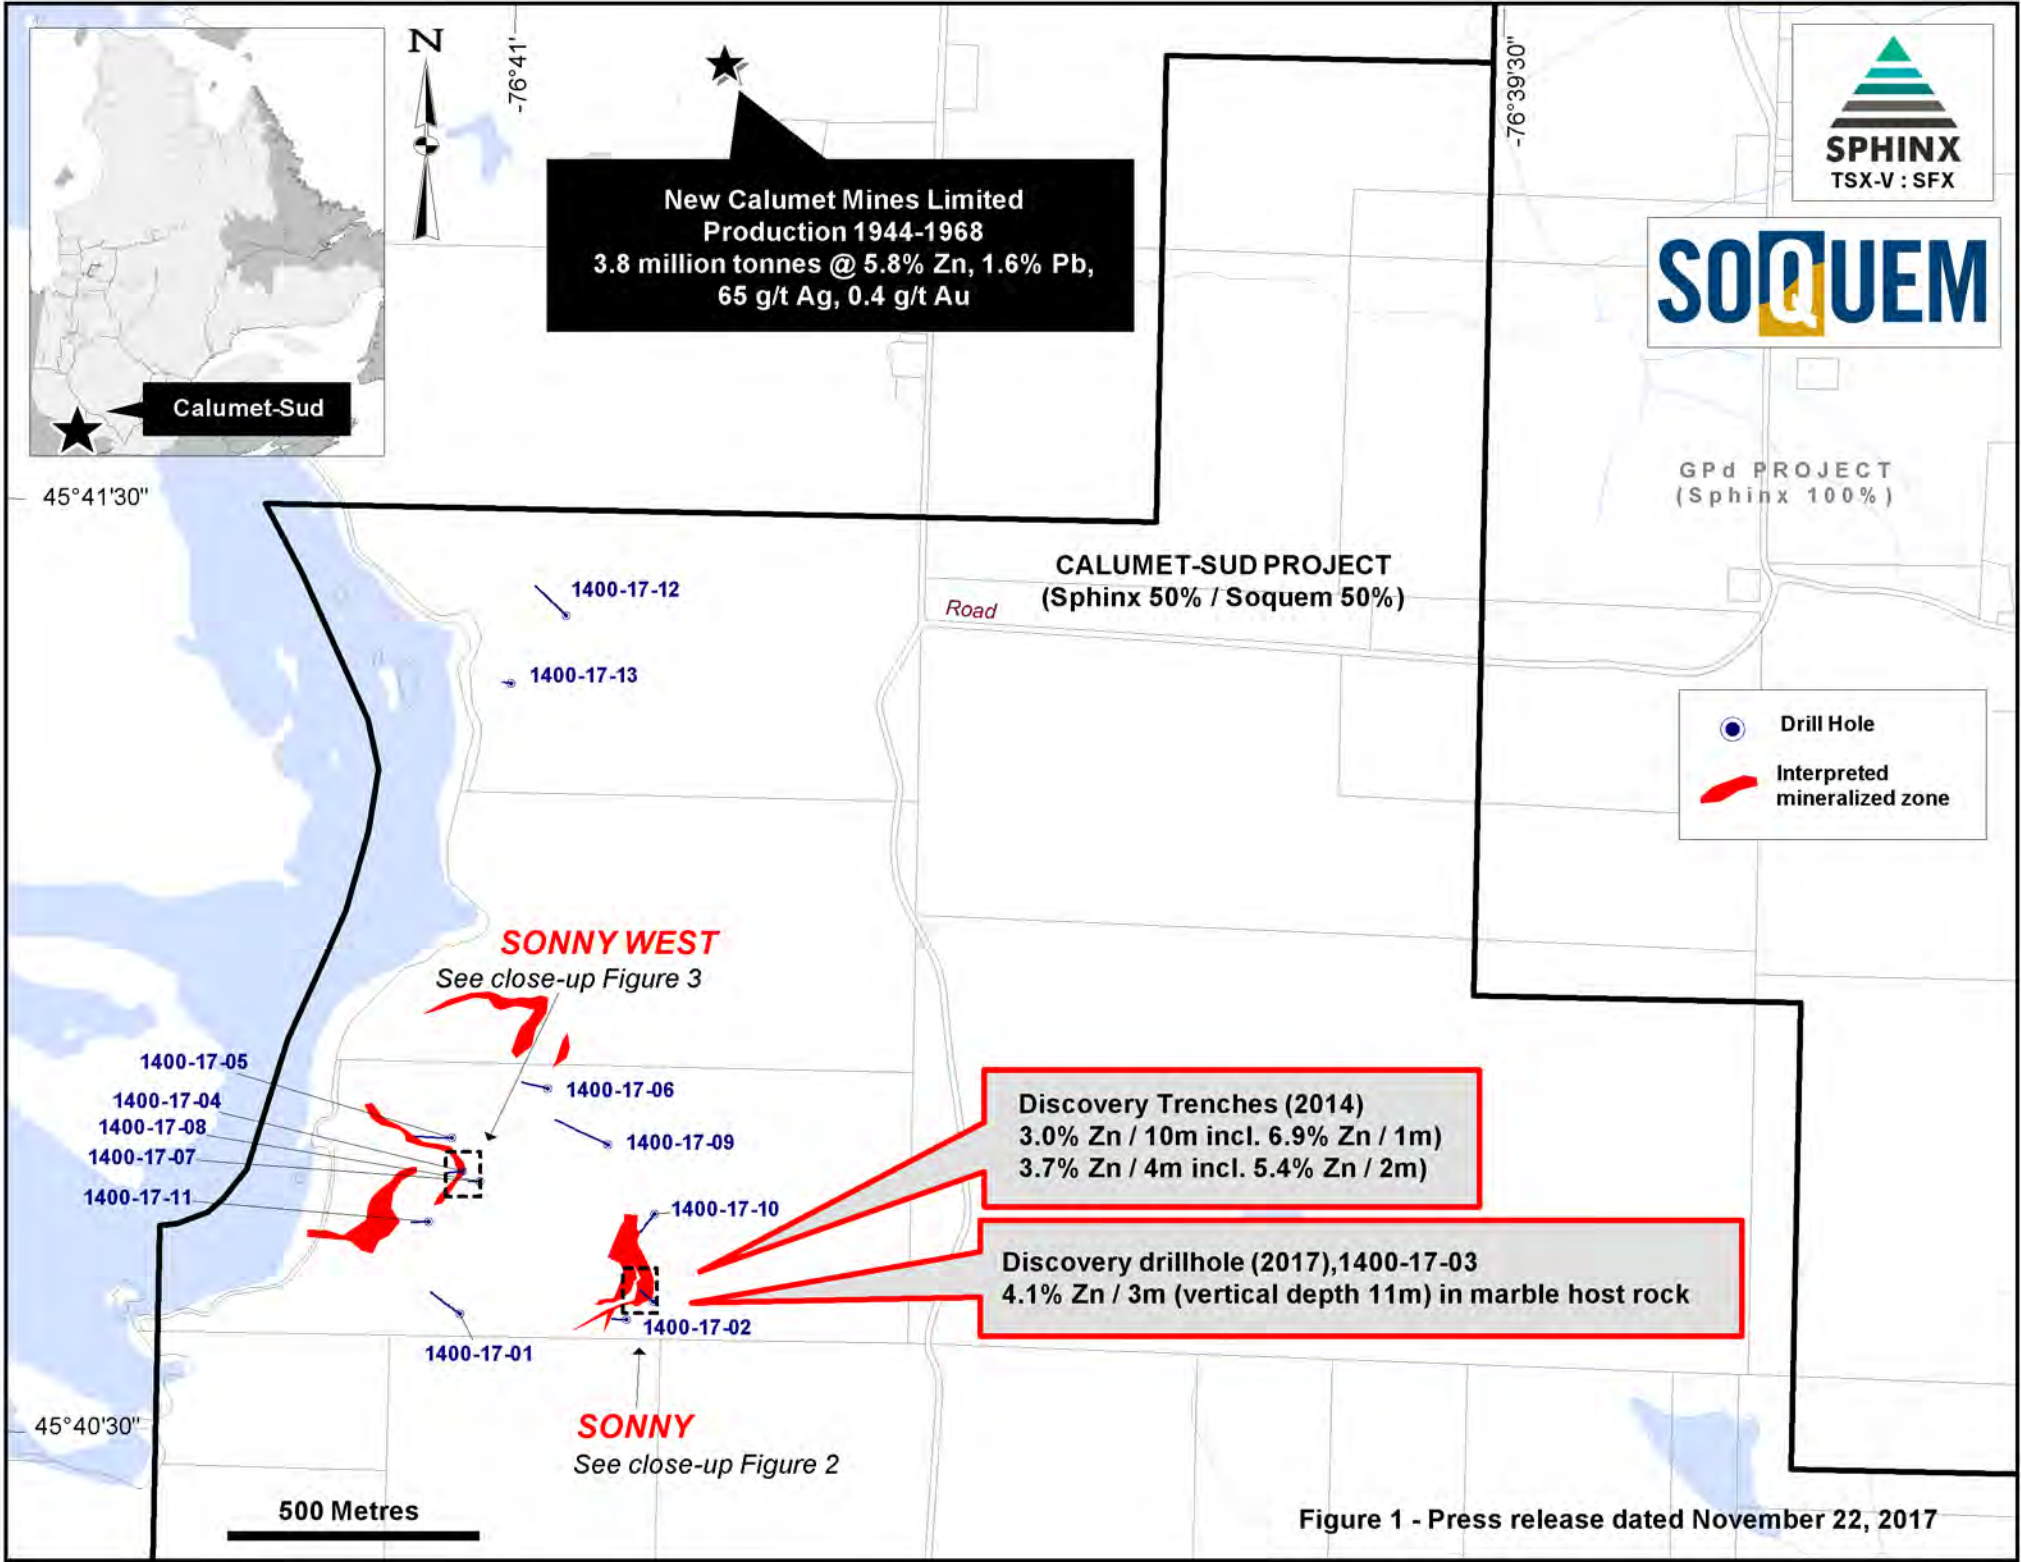 N
-76°41'
-76°39'30"
SPHINX
TSX-V : SFX
SOQUEM
New Calumet Mines Limited
Production 1944-1968
3.8 million tonnes @ 5.8% Zn, 1.6% Pb,
65 g/t Ag, 0.4 g/t Au
Calumet-Sud
45°41'30"
GPd PROJECT
(Sphinx 100%)
CALUMET-SUD PROJECT
(Sphinx 50% / Soquem 50%)
Road
1400-17-12
1400-17-13
Drill Hole
Interpreted
mineralized zone
SONNY WEST
See close-up Figure 3
1400-17-05
1400-17-04
1400-17-08
1400-17-07
1400-17-11
1400-17-06
1400-17-09
1400-17-10
Discovery Trenches (2014)
3.0% Zn / 10m incl. 6.9% Zn / 1m)
3.7% Zn / 4m incl. 5.4% Zn / 2m)
Discovery drillhole (2017),1400-17-03
4.1% Zn / 3m (vertical depth 11m) in marble host rock
1400-17-02
1400-17-01
SONNY
See close-up Figure 2
45°40'30"
500 Metres
Figure 1 - Press release dated November 22, 2017